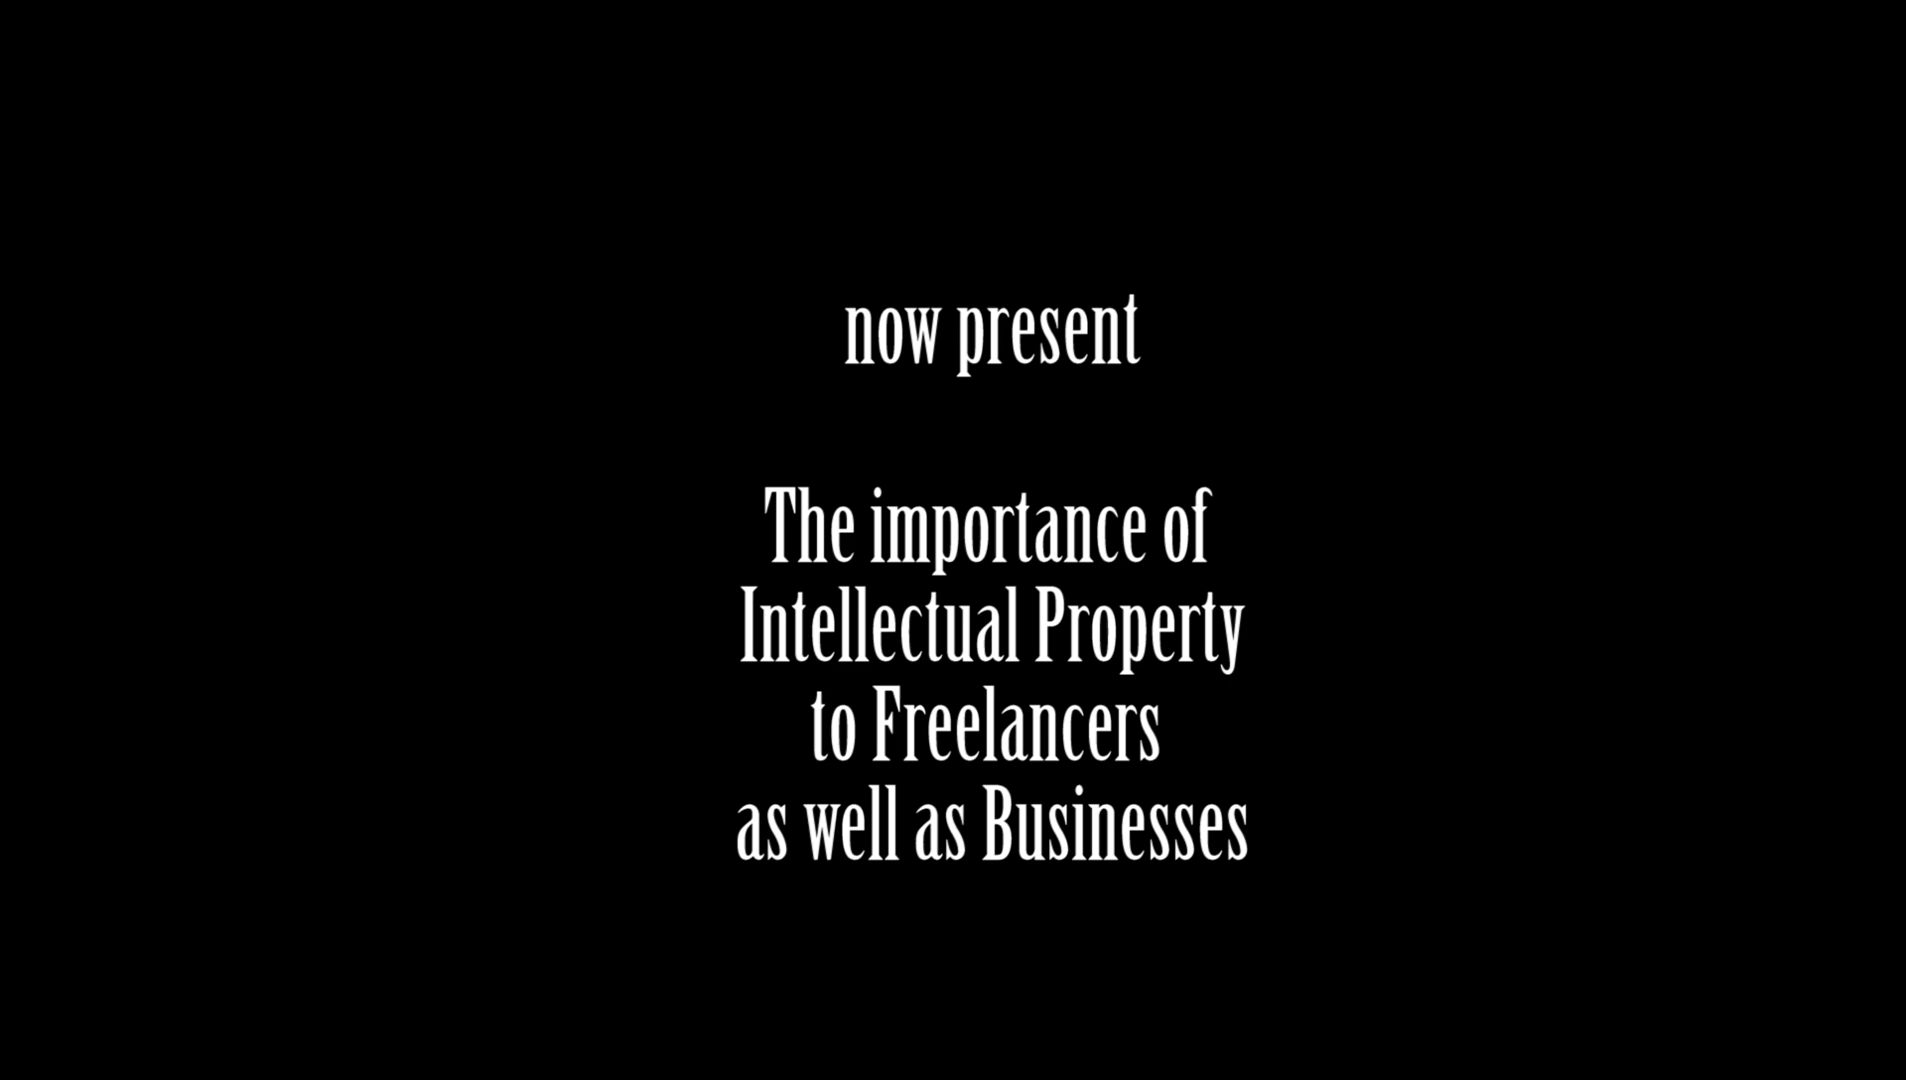 now present
The importance of
Intellectual Property
to Freelancers
as well as Businesses